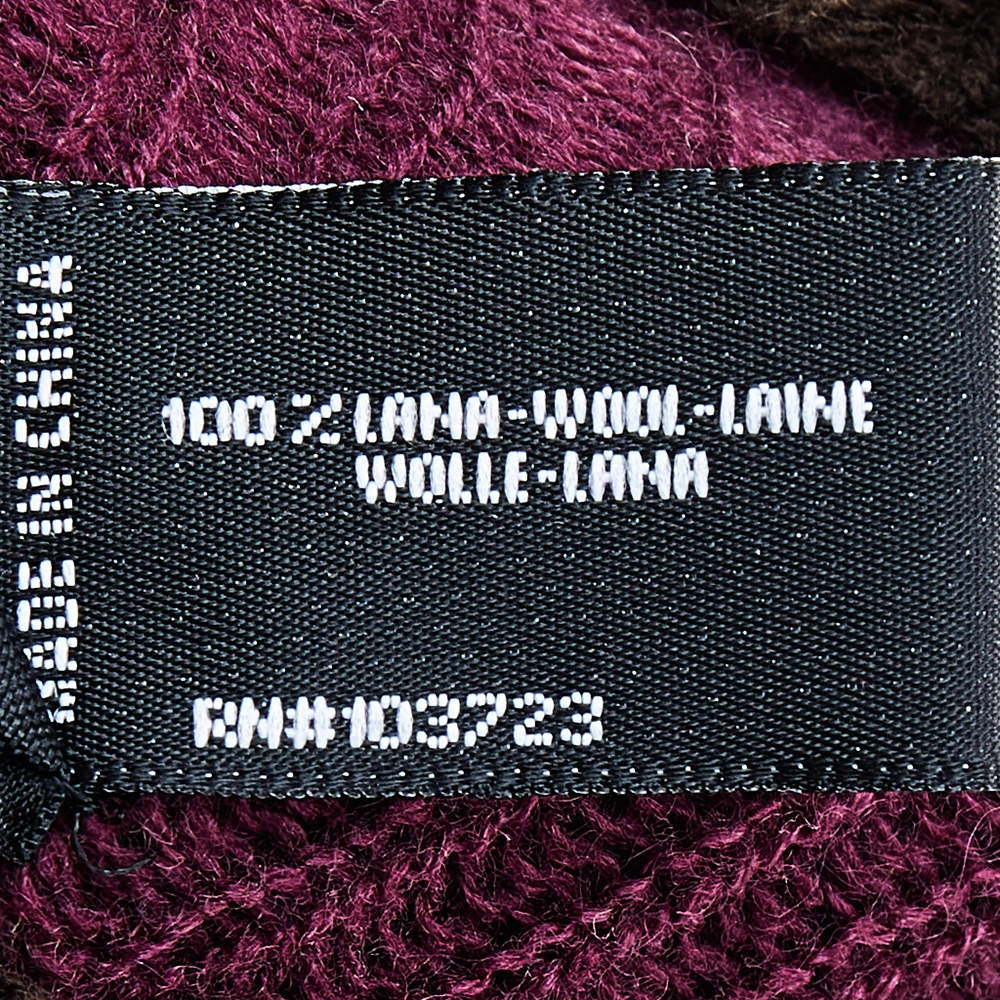 MADE IN CHINA
100%LANA-WOOL-LAINE
WOLLE-LANA
RN#103723